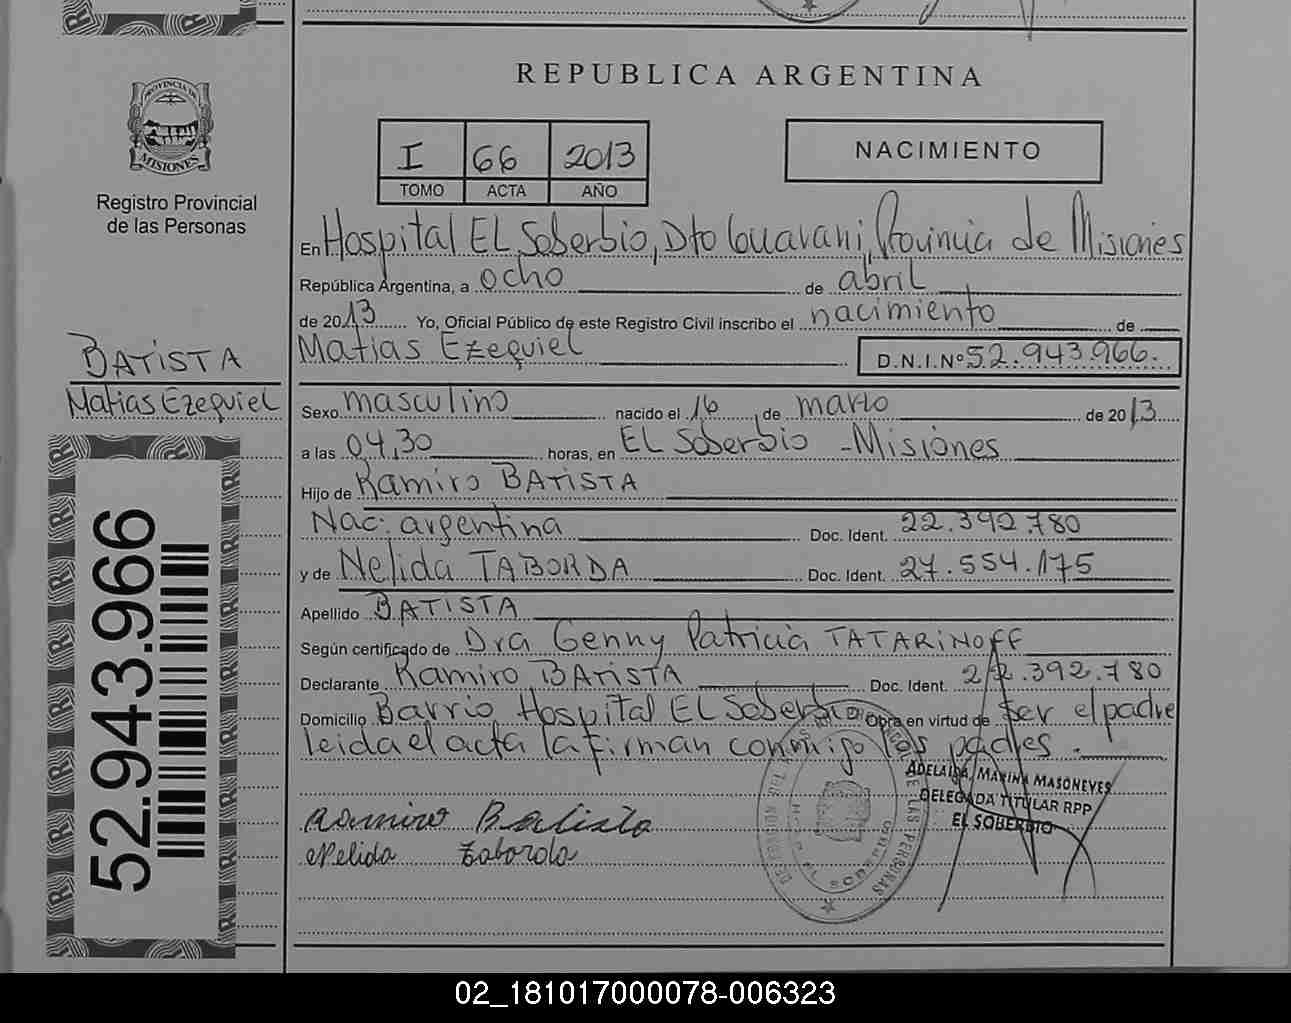 REPUBLICA ARGENTINA
PROVINCIA DE
MISIONES
Registro Provincial
de las Personas
I 66 2013
TOMO ACTA AÑO
NACIMIENTO
En Hospital EL Soberbio, Dto Guarani, Provincia de Misiones
República Argentina, a ocho de abril
de 2013 Yo, Oficial Público de este Registro Civil inscribo el nacimiento de
Matias Ezequiel D.N.I.Nº 52.943.966.
BATISTA
Matias Ezequiel
Sexo masculino nacido el 16 de marzo de 2013
a las 04,30 horas, en EL Soberbio - Misiones
Hijo de Ramiro BATISTA
Nac: argentina Doc. Ident. 22.392.780
y de Nelida TABORDA Doc. Ident. 27.554.175
Apellido BATISTA
Según certificado de Dra Genny Patricia TATARINOFF
Declarante Ramiro BATISTA Doc. Ident. 22.392.780
Domicilio Barrio Hospital EL Soberbio Obra en virtud de Ser el padre
leida el acta la firman conmigo los padres.
ADELAIDA MARINA MASONEVES
DELEGADA TITULAR RPP
EL SOBERBIO
Ramiro Batista
Nelida Taborda
52.943.966
02_181017000078-006323